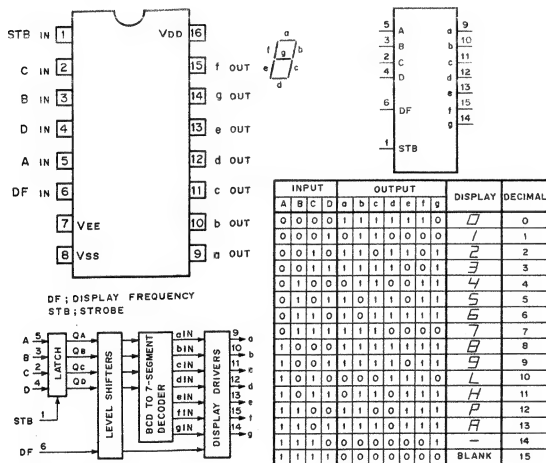 STB IN 1
C IN 2
B IN 3
D IN 4
A IN 5
DF IN 6
7 VEE
8 VSS
VDD 16
15 f OUT
14 g OUT
13 e OUT
12 d OUT
11 c OUT
10 b OUT
9 a OUT
a
f g b
e c
d
5 A a 9
3 B b 10
2 C c 11
4 D d 12
e 13
6 DF f 15
g 14
1 STB
DF ; DISPLAY FREQUENCY
STB ; STROBE
A 5 QA aIN 9 a
B 3 QB bIN 10 b
C 2 QC cIN 11 c
D 4 QD dIN 12 d
eIN 13 e
fIN 15 f
gIN 14 g
LATCH
LEVEL SHIFTERS
BCD TO 7-SEGMENT
DECODER
DISPLAY DRIVERS
STB 1
DF 6
INPUT OUTPUT DISPLAY DECIMAL
A B C D a b c d e f g
0 0 0 0 1 1 1 1 1 1 0 0 0
0 0 0 1 0 1 1 0 0 0 0 1 1
0 0 1 0 1 1 0 1 1 0 1 2 2
0 0 1 1 1 1 1 1 0 0 1 3 3
0 1 0 0 0 1 1 0 0 1 1 4 4
0 1 0 1 1 0 1 1 0 1 1 5 5
0 1 1 0 1 0 1 1 1 1 1 6 6
0 1 1 1 1 1 1 0 0 0 0 7 7
1 0 0 0 1 1 1 1 1 1 1 8 8
1 0 0 1 1 1 1 1 0 1 1 9 9
1 0 1 0 0 0 0 1 1 1 0 L 10
1 0 1 1 0 1 1 0 1 1 1 H 11
1 1 0 0 1 1 0 0 1 1 1 P 12
1 1 0 1 1 1 1 0 1 1 1 A 13
1 1 1 0 0 0 0 0 0 0 1 – 14
1 1 1 1 0 0 0 0 0 0 0 BLANK 15